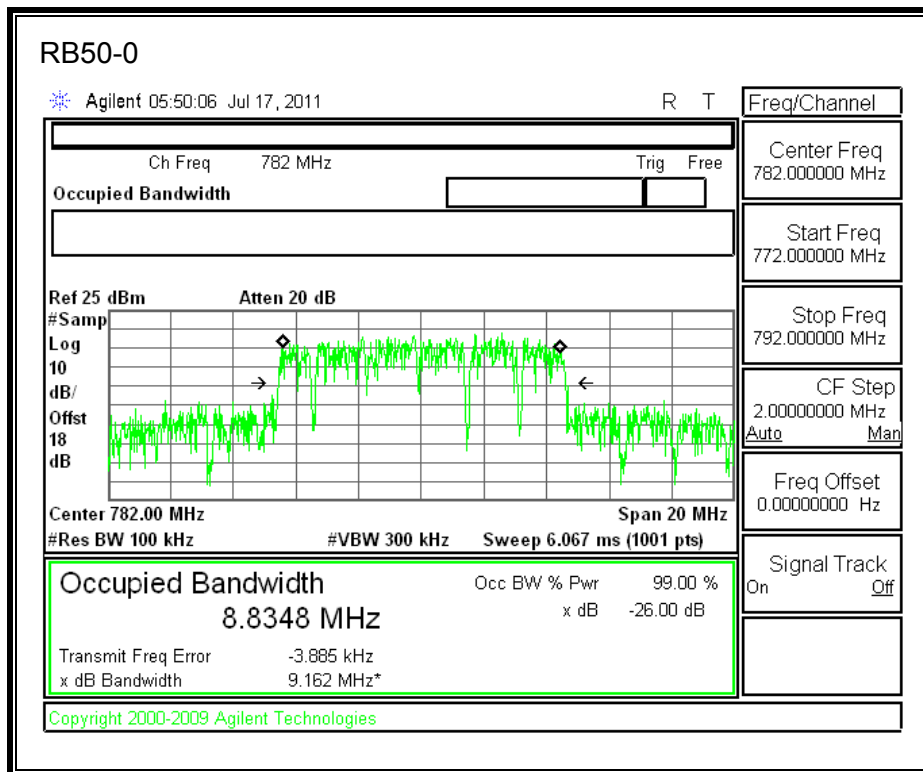 RB50-0
Agilent 05:50:06 Jul 17, 2011 R T
Freq/Channel
Ch Freq 782 MHz Trig Free
Occupied Bandwidth
Center Freq
782.000000 MHz
Start Freq
772.000000 MHz
Stop Freq
792.000000 MHz
CF Step
2.00000000 MHz
Auto Man
Freq Offset
0.00000000 Hz
Signal Track
On Off
Ref 25 dBm Atten 20 dB
#Samp
Log
10
dB/
Offst
18
dB
Center 782.00 MHz Span 20 MHz
#Res BW 100 kHz #VBW 300 kHz Sweep 6.067 ms (1001 pts)
Occupied Bandwidth
8.8348 MHz
Occ BW % Pwr 99.00 %
x dB -26.00 dB
Transmit Freq Error -3.885 kHz
x dB Bandwidth 9.162 MHz*
Copyright 2000-2009 Agilent Technologies